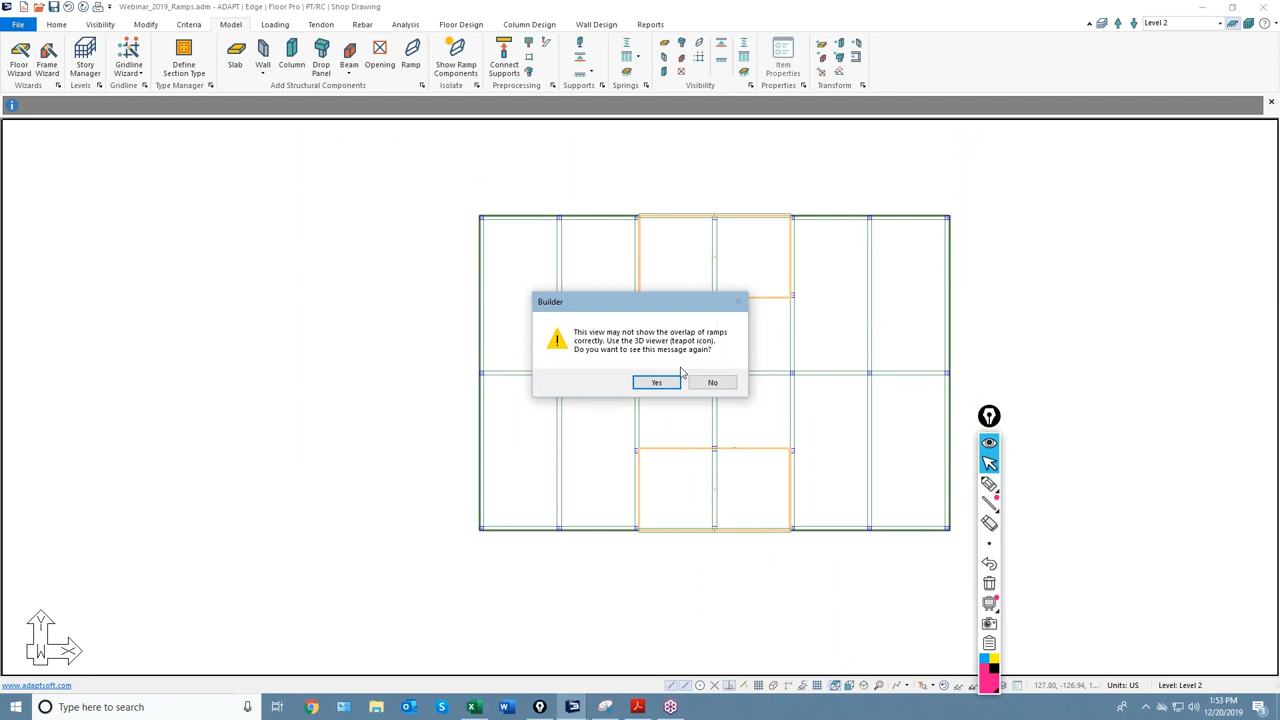 Webinar_2019_Ramps.adm - ADAPT | Edge | Floor Pro | PT/RC | Shop Drawing
File Home Visibility Modify Criteria Model Loading Tendon Rebar Analysis Floor Design Column Design Wall Design Reports Level 2
Floor Wizard Frame Wizard Story Manager Gridline Wizard Define Section Type Slab Wall Column Drop Panel Beam Opening Ramp Show Ramp Components Connect Supports Item Properties
Wizards Levels Gridline Type Manager Add Structural Components Isolate Preprocessing Supports Springs Visibility Properties Transform
Builder
This view may not show the overlap of ramps
correctly. Use the 3D viewer (teapot icon).
Do you want to see this message again?
Yes No
Y
W X
www.adaptsoft.com 127.80, -126.94, 1... Units: US Level: Level 2
Type here to search
1:53 PM
12/20/2019
3